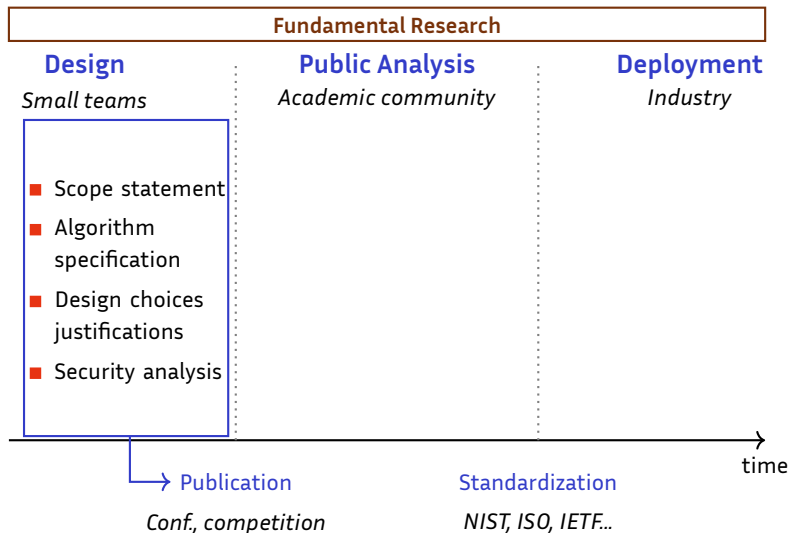 Fundamental Research
Design
Small teams
Scope statement
Algorithm
specification
Design choices
justifications
Security analysis
Public Analysis
Academic community
Deployment
Industry
time
Publication
Conf., competition
Standardization
NIST, ISO, IETF...